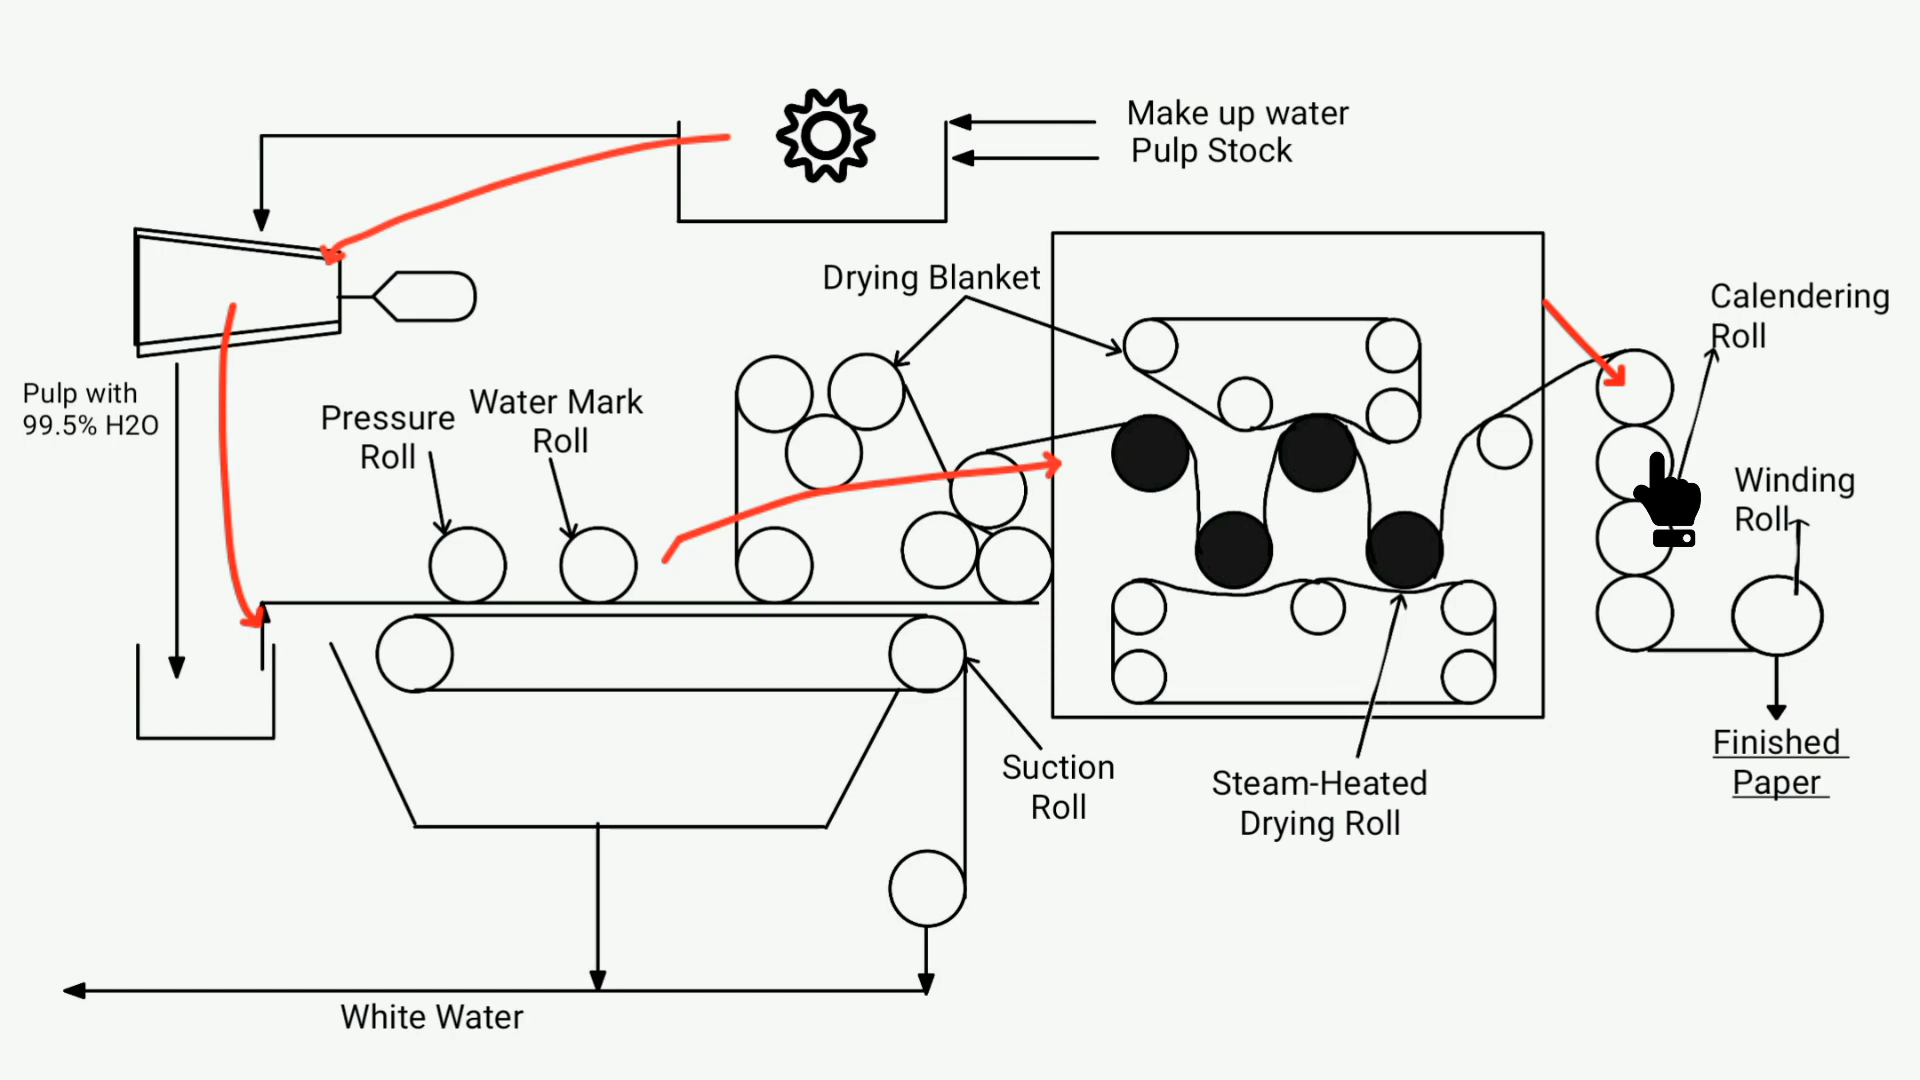 Make up water
Pulp Stock
Drying Blanket
Calendering
Roll
Pulp with
99.5% H2O
Pressure
Roll
Water Mark
Roll
Winding
Roll
Suction
Roll
Steam-Heated
Drying Roll
Finished
Paper
White Water